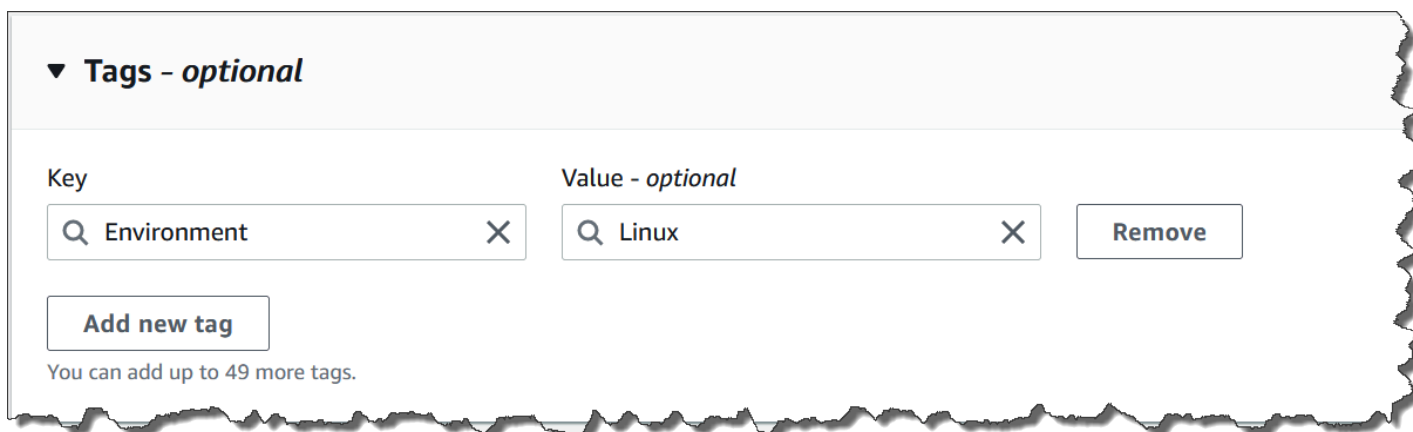 Tags - optional
Key Value - optional
Environment Linux Remove
Add new tag
You can add up to 49 more tags.